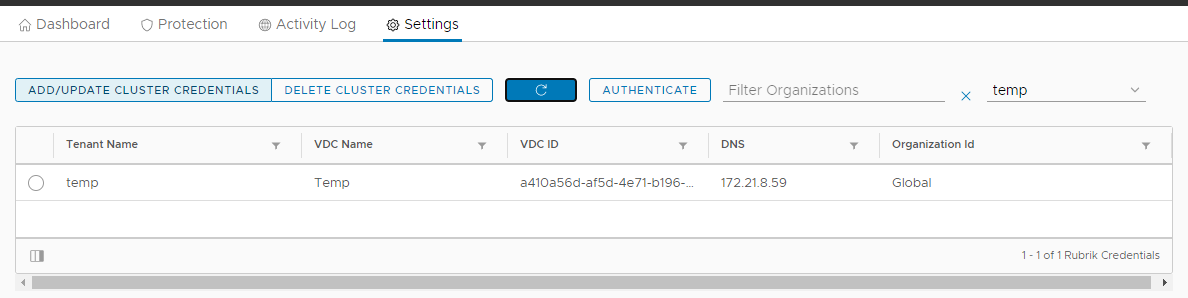 Dashboard Protection Activity Log Settings
ADD/UPDATE CLUSTER CREDENTIALS DELETE CLUSTER CREDENTIALS AUTHENTICATE Filter Organizations temp
Tenant Name VDC Name VDC ID DNS Organization Id
temp Temp a410a56d-af5d-4e71-b196-... 172.21.8.59 Global
1 - 1 of 1 Rubrik Credentials